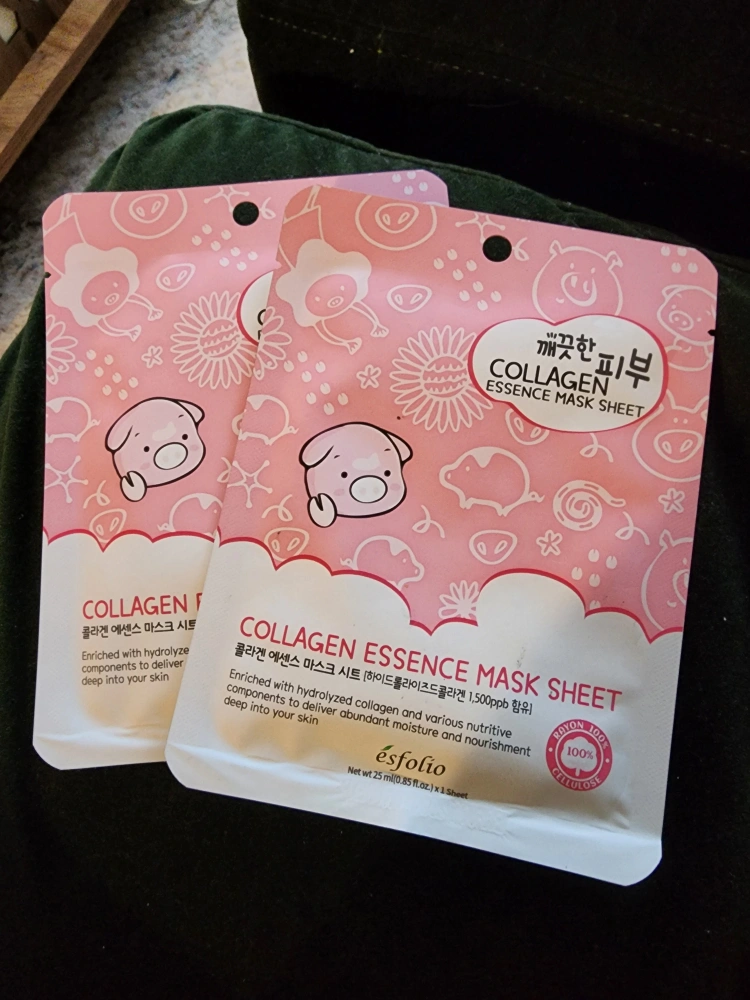 깨끗한 피부
COLLAGEN
ESSENCE MASK SHEET
COLLAGEN ESSENCE MASK SHEET
콜라겐 에센스 마스크 시트 [하이드롤라이즈드콜라겐 1,500ppb 함유]
Enriched with hydrolyzed collagen and various nutritive
components to deliver abundant moisture and nourishment
deep into your skin
RAYON 100%
100%
CELLULOSE
esfolio
Net wt 25 ml(0.85 fl.oz.) x 1 Sheet
COLLAGEN
콜라겐 에센스 마스크 시트
Enriched with hydrolyze
components to deliver
deep into your skin